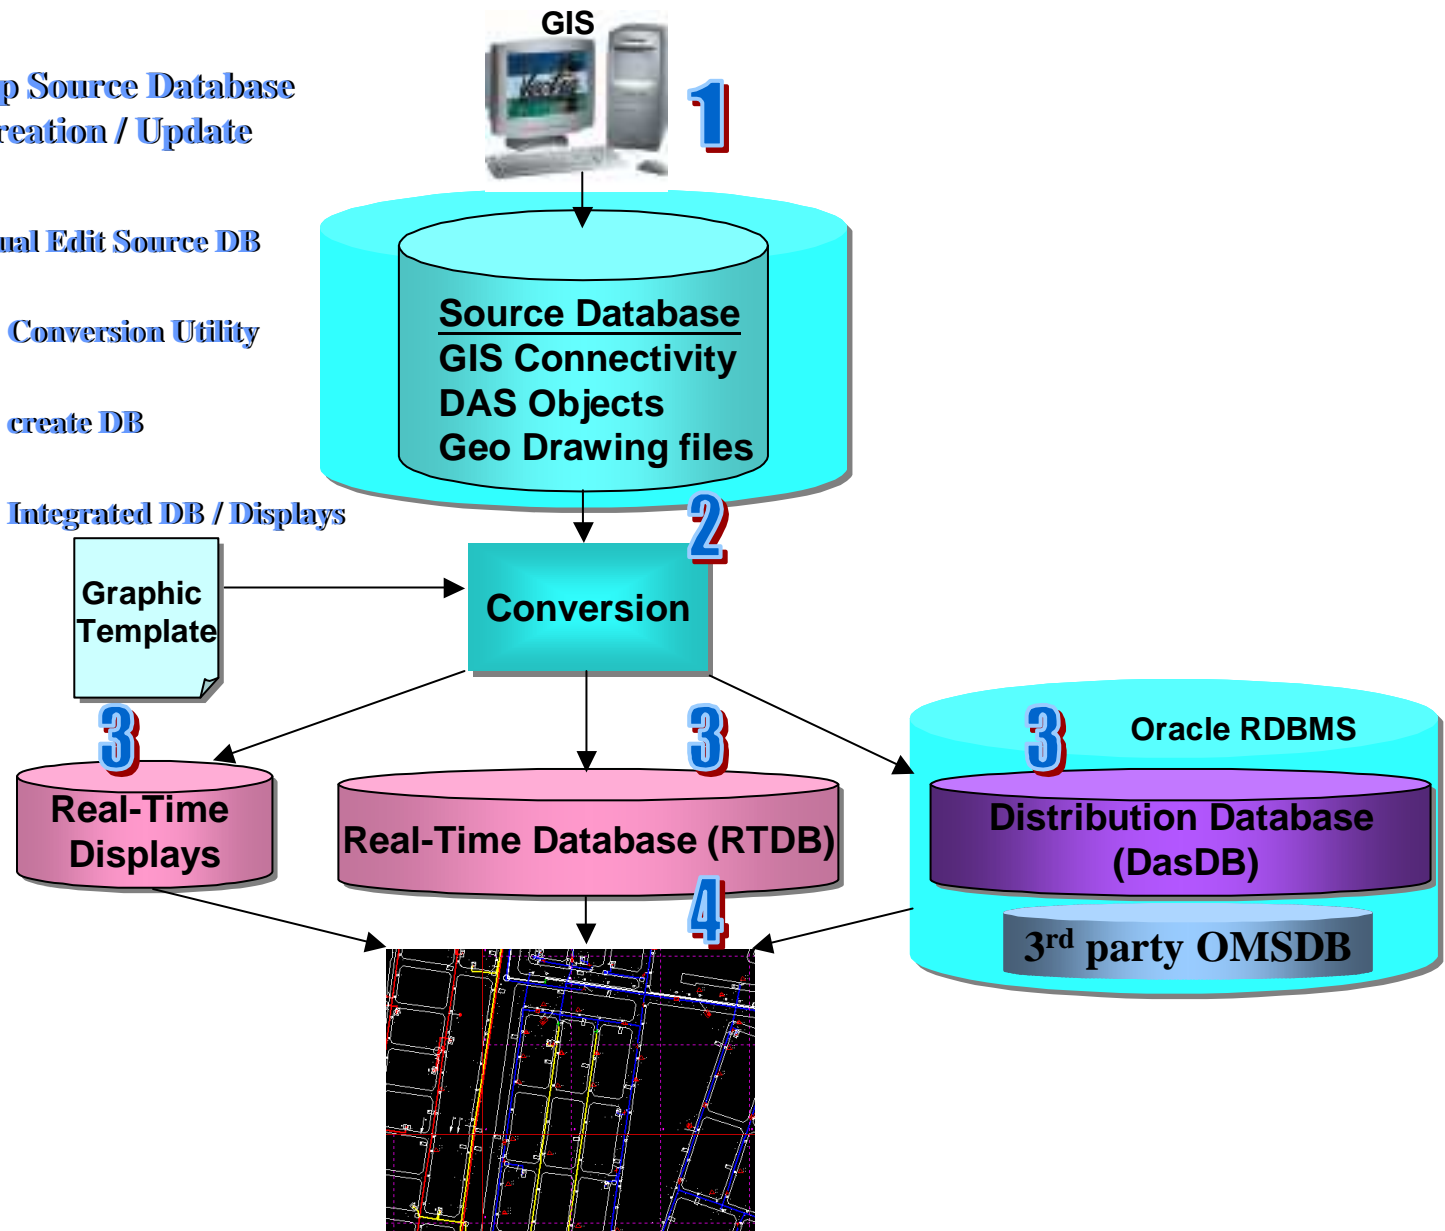 GIS
1
p Source Database
reation / Update
ual Edit Source DB
Conversion Utility
create DB
Integrated DB / Displays
Source Database
GIS Connectivity
DAS Objects
Geo Drawing files
2
Graphic
Template
Conversion
3
Real-Time
Displays
3
Real-Time Database (RTDB)
3
Oracle RDBMS
Distribution Database
(DasDB)
3rd party OMSDB
4